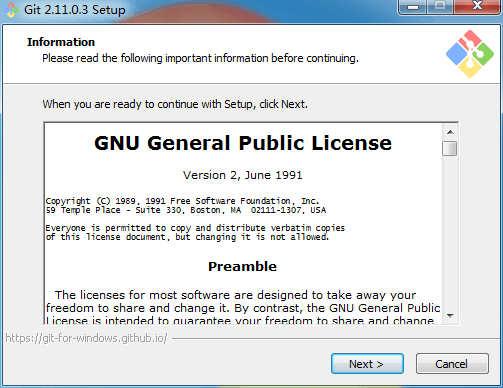 Git 2.11.0.3 Setup
Information
Please read the following important information before continuing.
When you are ready to continue with Setup, click Next.
GNU General Public License
Version 2, June 1991
Copyright (C) 1989, 1991 Free Software Foundation, Inc.
59 Temple Place - Suite 330, Boston, MA  02111-1307, USA
Everyone is permitted to copy and distribute verbatim copies
of this license document, but changing it is not allowed.
Preamble
The licenses for most software are designed to take away your
freedom to share and change it. By contrast, the GNU General Public
License is intended to guarantee your freedom to share and change
https://git-for-windows.github.io/
Next >
Cancel